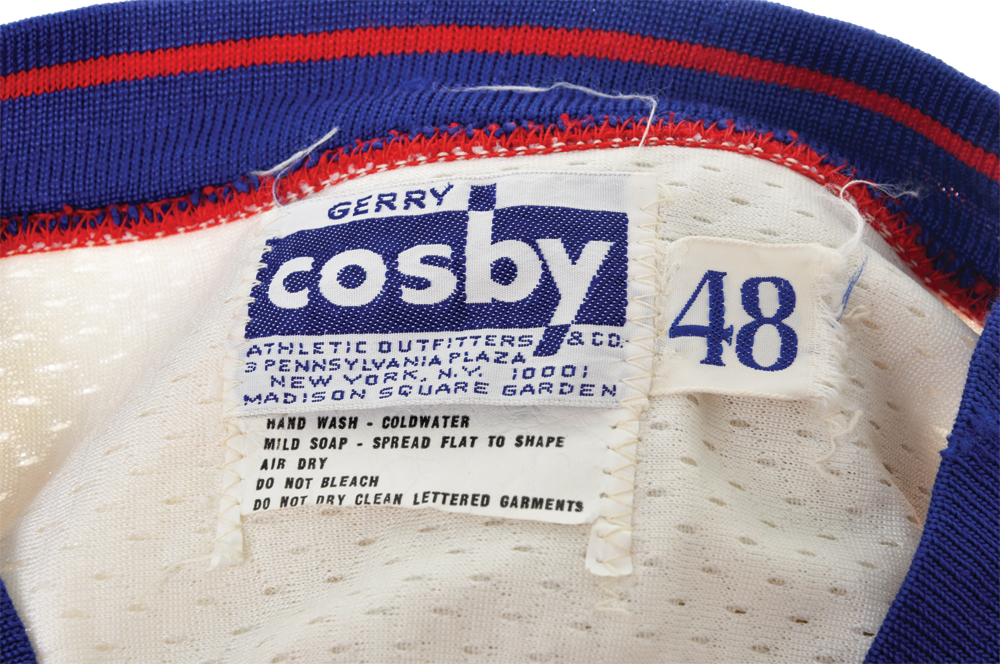 GERRY
cosby
ATHLETIC OUTFITTERS & CO.
3 PENNSYLVANIA PLAZA
NEW YORK, N.Y. 10001
MADISON SQUARE GARDEN
48
HAND WASH - COLDWATER
MILD SOAP - SPREAD FLAT TO SHAPE
AIR DRY
DO NOT BLEACH
DO NOT DRY CLEAN LETTERED GARMENTS